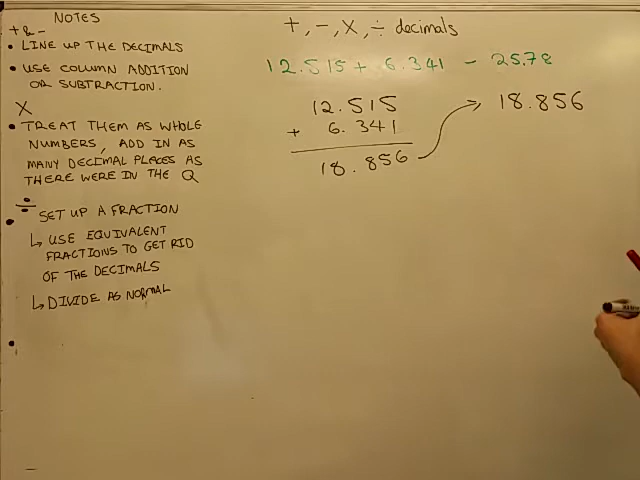 NOTES
+ & -
• LINE UP THE DECIMALS
• USE COLUMN ADDITION
OR SUBTRACTION.
X
• TREAT THEM AS WHOLE
NUMBERS, ADD IN AS
MANY DECIMAL PLACES AS
THERE WERE IN THE Q
÷
• SET UP A FRACTION
↳ USE EQUIVALENT
FRACTIONS TO GET RID
OF THE DECIMALS
↳ DIVIDE AS NORMAL
•
+, -, X, ÷ decimals
12.515 + 6.341 - 25.78
12.515
+ 6.341
18.856
18.856